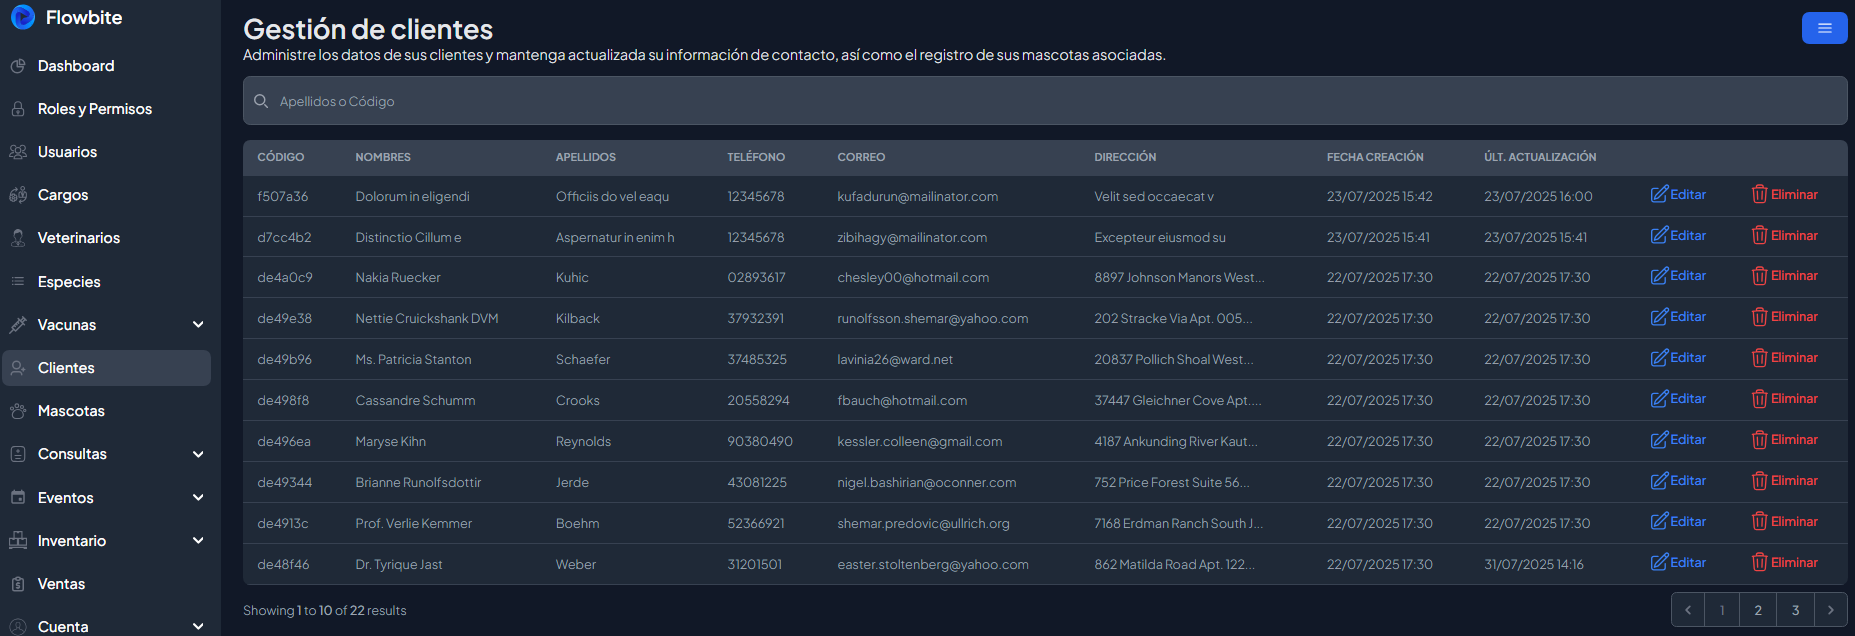 Flowbite
Dashboard
Roles y Permisos
Usuarios
Cargos
Veterinarios
Especies
Vacunas
Clientes
Mascotas
Consultas
Eventos
Inventario
Ventas
Cuenta
Gestión de clientes
Administre los datos de sus clientes y mantenga actualizada su información de contacto, así como el registro de sus mascotas asociadas.
Apellidos o Código
CÓDIGO NOMBRES APELLIDOS TELÉFONO CORREO DIRECCIÓN FECHA CREACIÓN ÚLT. ACTUALIZACIÓN
f507a36 Dolorum in eligendi Officiis do vel eaqu 12345678 kufadurun@mailinator.com Velit sed occaecat v 23/07/2025 15:42 23/07/2025 16:00 Editar Eliminar
d7cc4b2 Distinctio Cillum e Aspernatur in enim h 12345678 zibihagy@mailinator.com Excepteur eiusmod su 23/07/2025 15:41 23/07/2025 15:41 Editar Eliminar
de4a0c9 Nakia Ruecker Kuhic 02893617 chesley00@hotmail.com 8897 Johnson Manors West... 22/07/2025 17:30 22/07/2025 17:30 Editar Eliminar
de49e38 Nettie Cruickshank DVM Kilback 37932391 runolfsson.shemar@yahoo.com 202 Stracke Via Apt. 005... 22/07/2025 17:30 22/07/2025 17:30 Editar Eliminar
de49b96 Ms. Patricia Stanton Schaefer 37485325 lavinia26@ward.net 20837 Pollich Shoal West... 22/07/2025 17:30 22/07/2025 17:30 Editar Eliminar
de498f8 Cassandre Schumm Crooks 20558294 fbauch@hotmail.com 37447 Gleichner Cove Apt.... 22/07/2025 17:30 22/07/2025 17:30 Editar Eliminar
de496ea Maryse Kihn Reynolds 90380490 kessler.colleen@gmail.com 4187 Ankunding River Kaut... 22/07/2025 17:30 22/07/2025 17:30 Editar Eliminar
de49344 Brianne Runolfsdottir Jerde 43081225 nigel.bashirian@oconner.com 752 Price Forest Suite 56... 22/07/2025 17:30 22/07/2025 17:30 Editar Eliminar
de4913c Prof. Verlie Kemmer Boehm 52366921 shemar.predovic@ullrich.org 7168 Erdman Ranch South J... 22/07/2025 17:30 22/07/2025 17:30 Editar Eliminar
de48f46 Dr. Tyrique Jast Weber 31201501 easter.stoltenberg@yahoo.com 862 Matilda Road Apt. 122... 22/07/2025 17:30 31/07/2025 14:16 Editar Eliminar
Showing 1 to 10 of 22 results
1 2 3